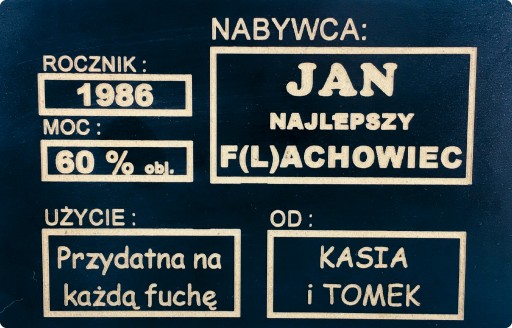 NABYWCA:
JAN
NAJLEPSZY
F(L)ACHOWIEC
ROCZNIK:
1986
MOC:
60 % obj.
UŻYCIE:
Przydatna na
każdą fuchę
OD:
KASIA
i TOMEK